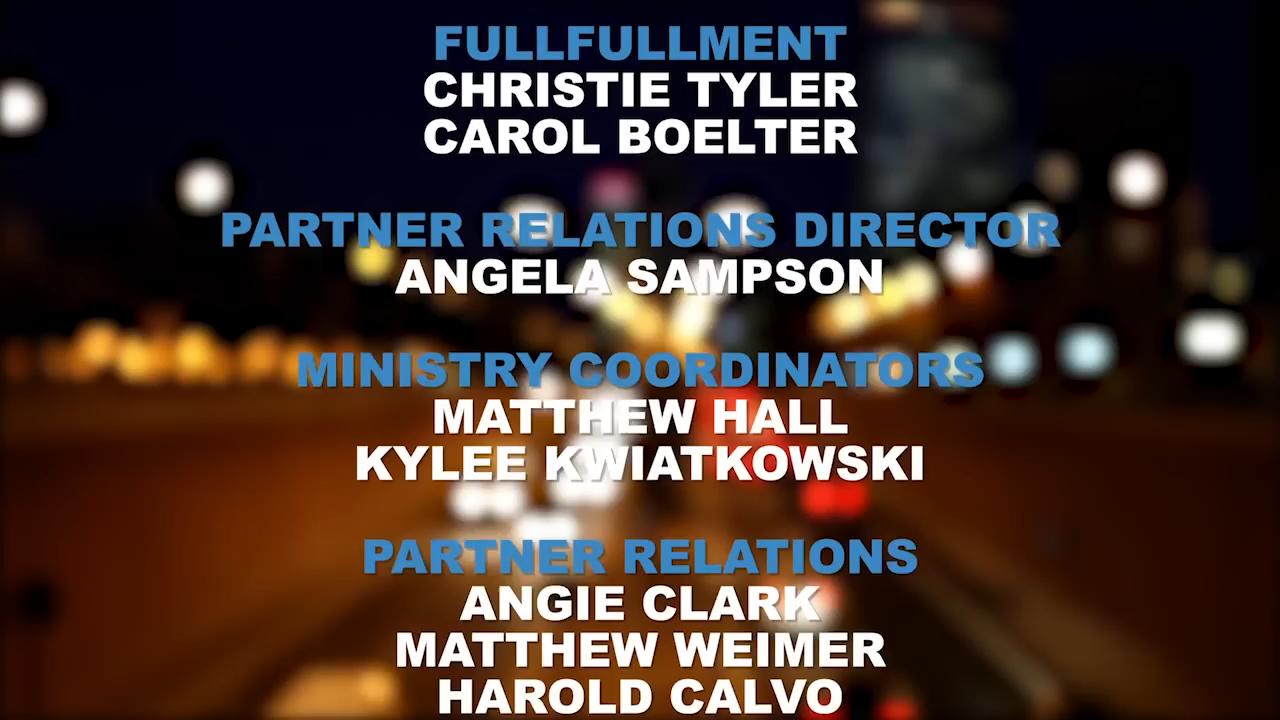 FULLFULLMENT
CHRISTIE TYLER
CAROL BOELTER
PARTNER RELATIONS DIRECTOR
ANGELA SAMPSON
MINISTRY COORDINATORS
MATTHEW HALL
KYLEE KWIATKOWSKI
PARTNER RELATIONS
ANGIE CLARK
MATTHEW WEIMER
HAROLD CALVO